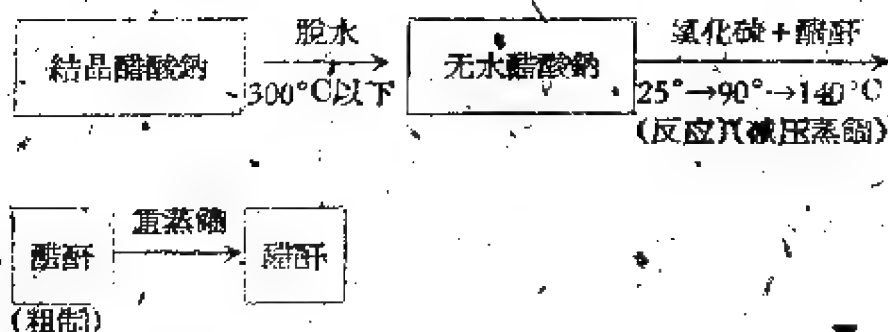 結晶醋酸鈉
脫水
300°C以下
无水醋酸鈉
氯化硫+醋酐
25°→90°→140°C
(反应)(减压蒸餾)
醋酐
(粗制)
重蒸餾
醋酐